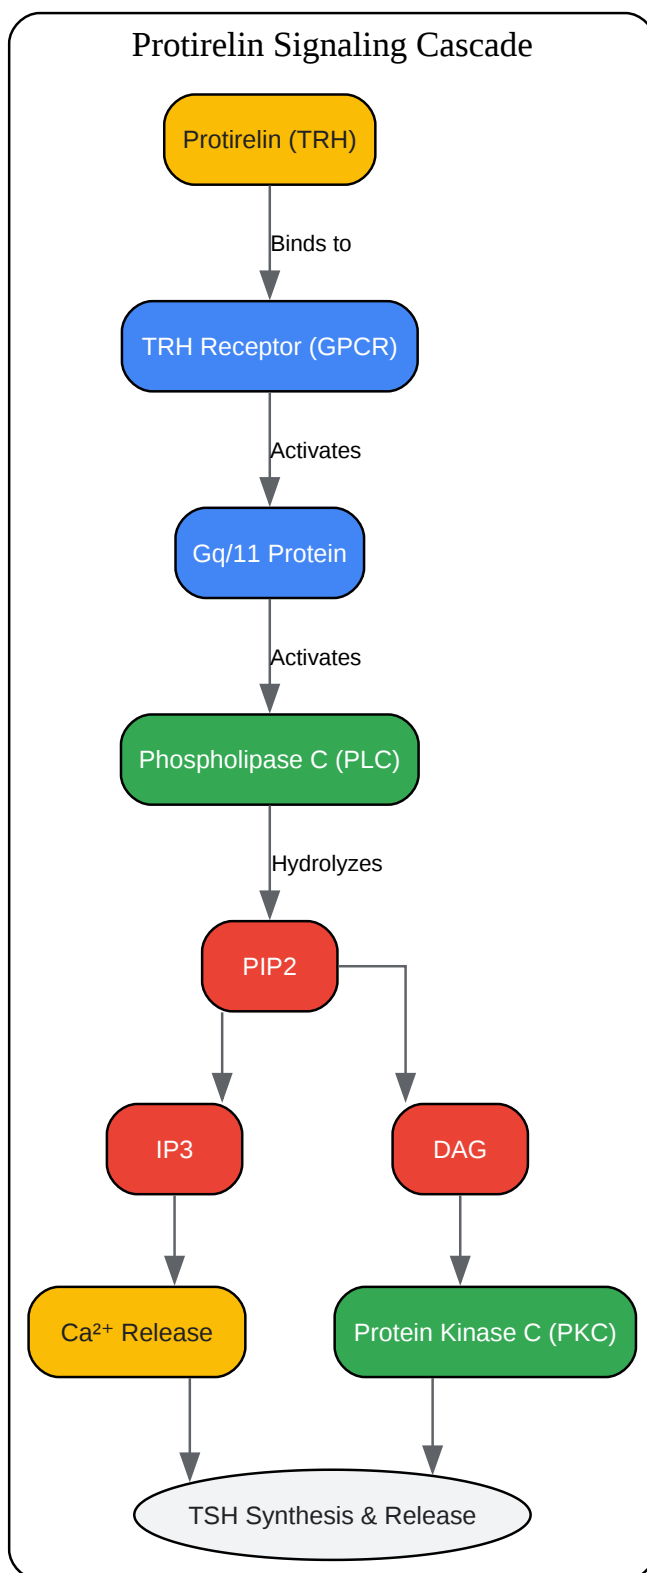 Protirelin Signaling Cascade
Protirelin (TRH)
Binds to
TRH Receptor (GPCR)
Activates
Gq/11 Protein
Activates
Phospholipase C (PLC)
Hydrolyzes
PIP2
IP3
DAG
Ca²⁺ Release
Protein Kinase C (PKC)
TSH Synthesis & Release